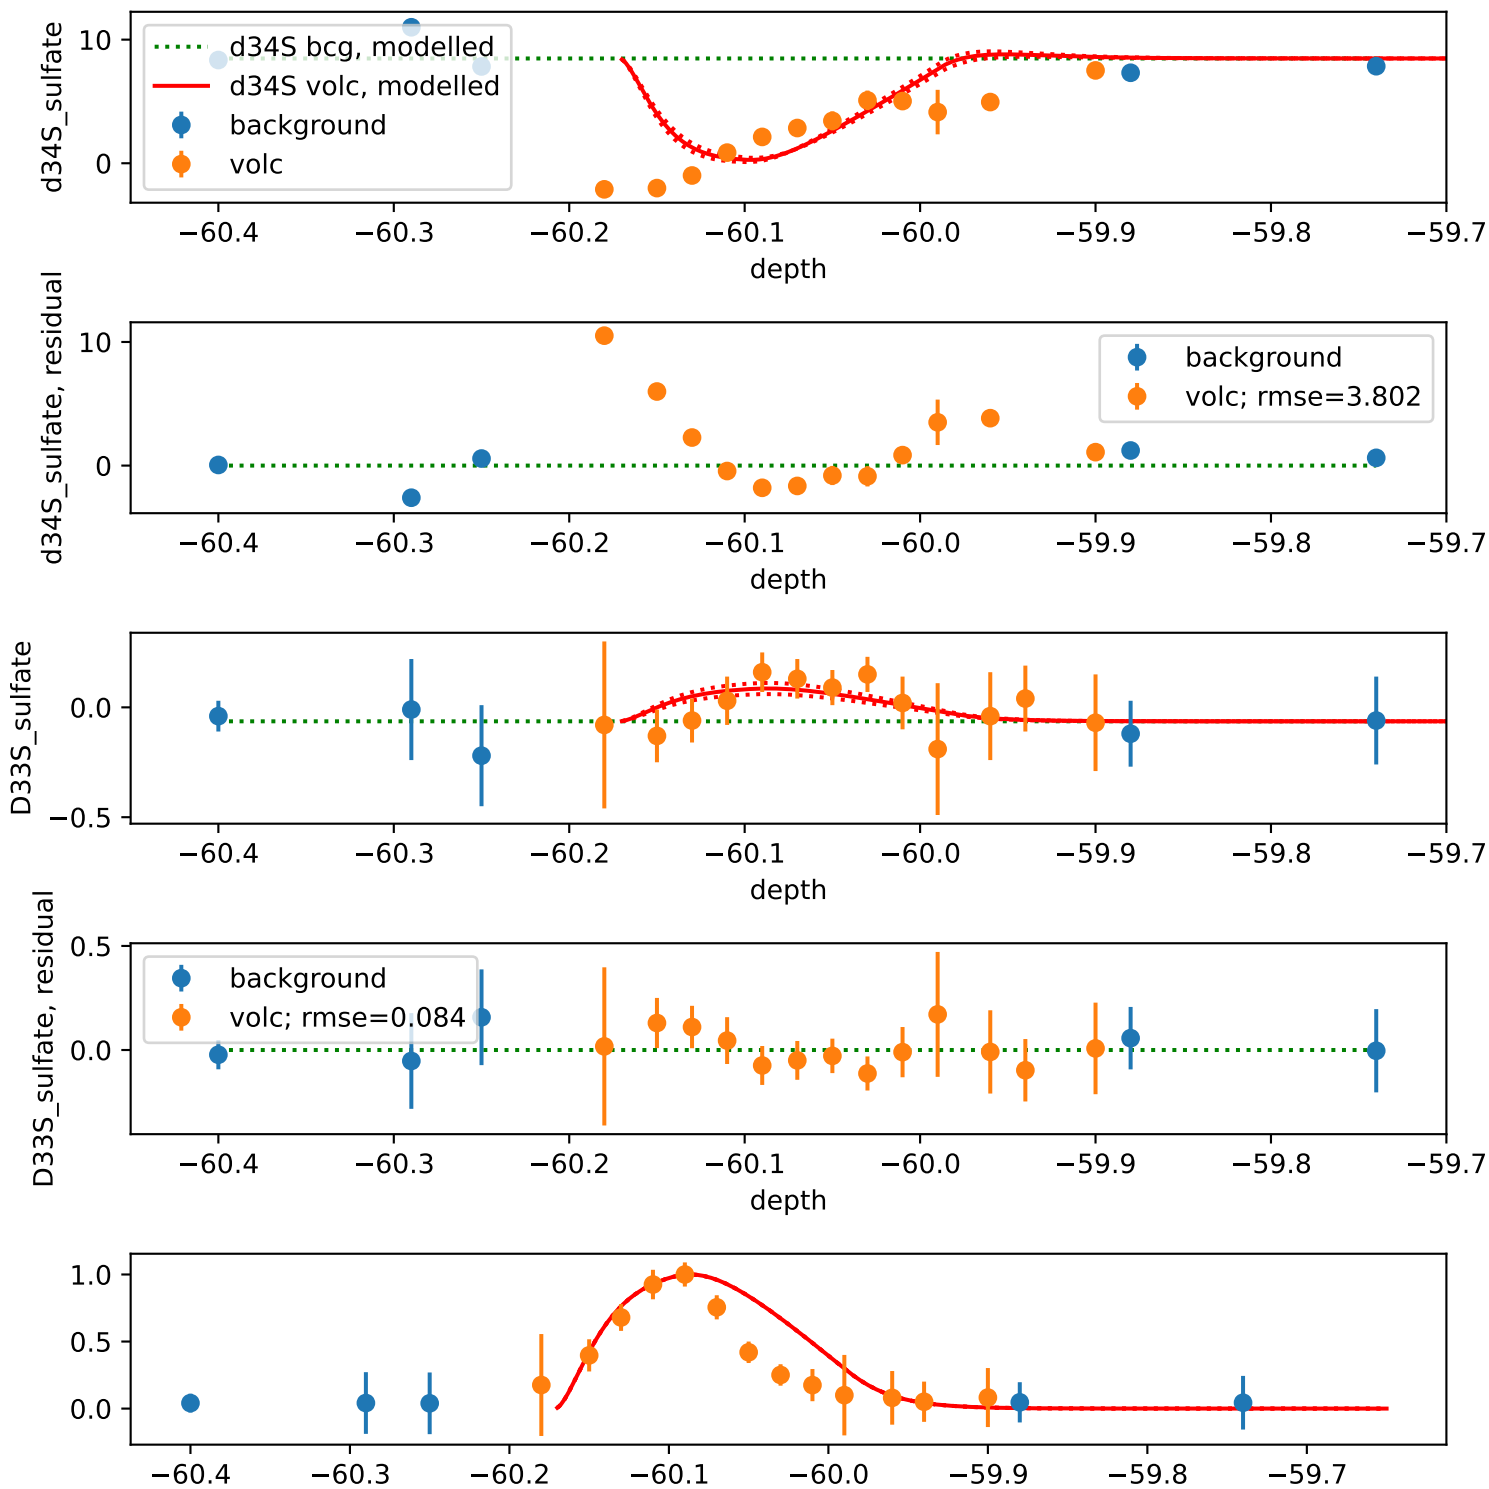 d34S_sulfate
10
0
d34S bcg, modelled
d34S volc, modelled
background
volc
−60.4 −60.3 −60.2 −60.1 −60.0 −59.9 −59.8 −59.7
depth
d34S_sulfate, residual
10
0
background
volc; rmse=3.802
−60.4 −60.3 −60.2 −60.1 −60.0 −59.9 −59.8 −59.7
depth
D33S_sulfate
0.0
−0.5
−60.4 −60.3 −60.2 −60.1 −60.0 −59.9 −59.8 −59.7
depth
D33S_sulfate, residual
0.5
0.0
background
volc; rmse=0.084
−60.4 −60.3 −60.2 −60.1 −60.0 −59.9 −59.8 −59.7
depth
1.0
0.5
0.0
−60.4 −60.3 −60.2 −60.1 −60.0 −59.9 −59.8 −59.7